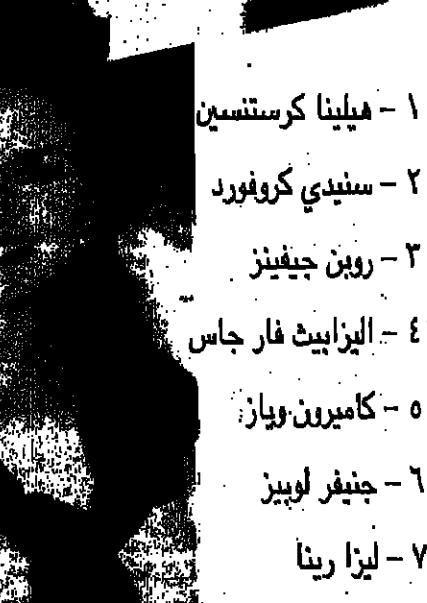 ١ - هيلينا كرستنسين
٢ - سنيدي كروفورد
٣ - روبن جيفينز
٤ - اليزابيث فار جاس
٥ - كاميرون وياز
٦ - جنيفر لوبيز
٧ - ليزا رينا